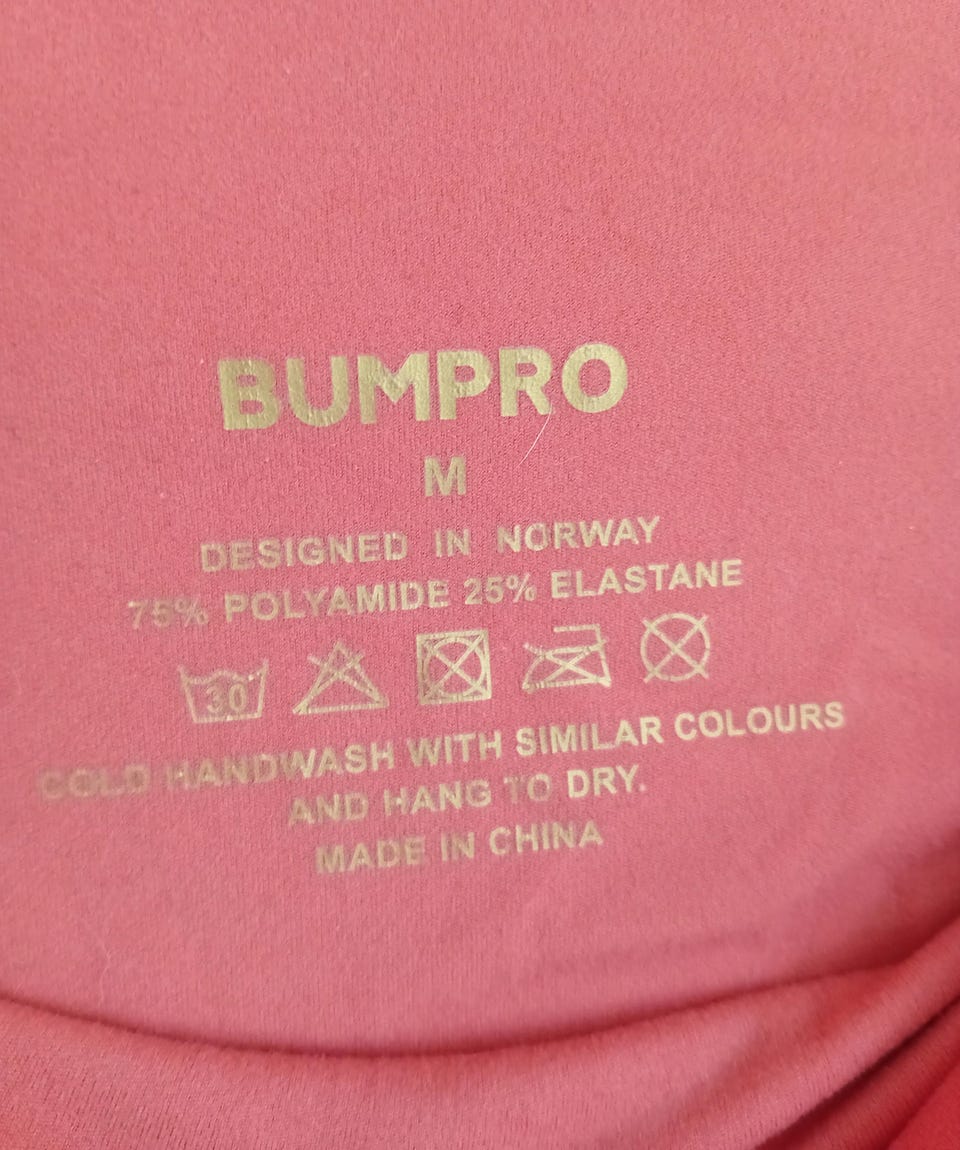 BUMPRO
M
DESIGNED IN NORWAY
75% POLYAMIDE 25% ELASTANE
30
COLD HANDWASH WITH SIMILAR COLOURS
AND HANG TO DRY.
MADE IN CHINA